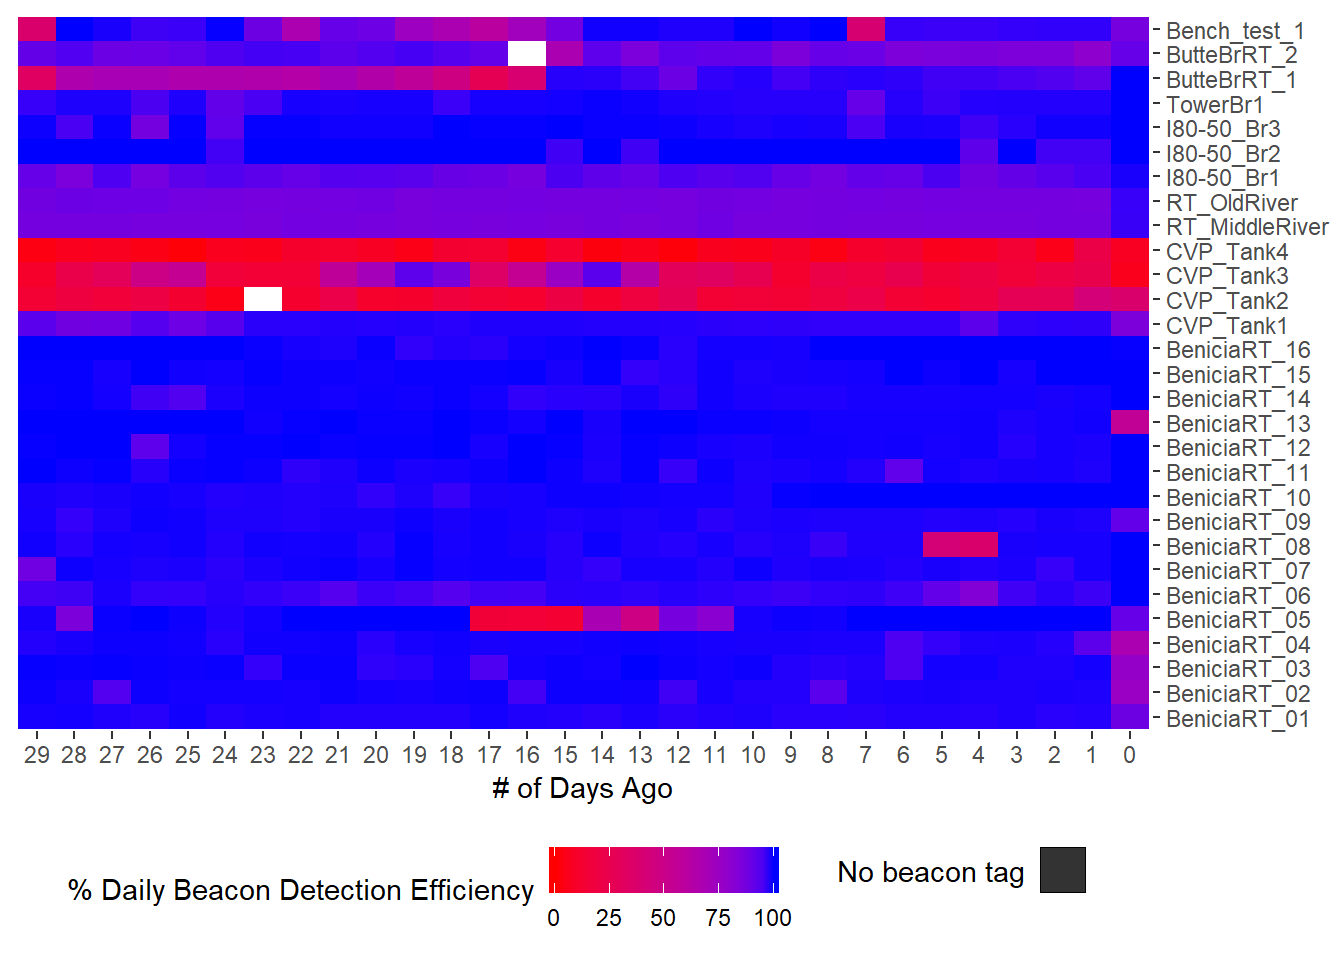 Bench_test_1
ButteBrRT_2
ButteBrRT_1
TowerBr1
I80-50_Br3
I80-50_Br2
I80-50_Br1
RT_OldRiver
RT_MiddleRiver
CVP_Tank4
CVP_Tank3
CVP_Tank2
CVP_Tank1
BeniciaRT_16
BeniciaRT_15
BeniciaRT_14
BeniciaRT_13
BeniciaRT_12
BeniciaRT_11
BeniciaRT_10
BeniciaRT_09
BeniciaRT_08
BeniciaRT_07
BeniciaRT_06
BeniciaRT_05
BeniciaRT_04
BeniciaRT_03
BeniciaRT_02
BeniciaRT_01
29 28 27 26 25 24 23 22 21 20 19 18 17 16 15 14 13 12 11 10 9 8 7 6 5 4 3 2 1 0
# of Days Ago
% Daily Beacon Detection Efficiency
0 25 50 75 100
No beacon tag